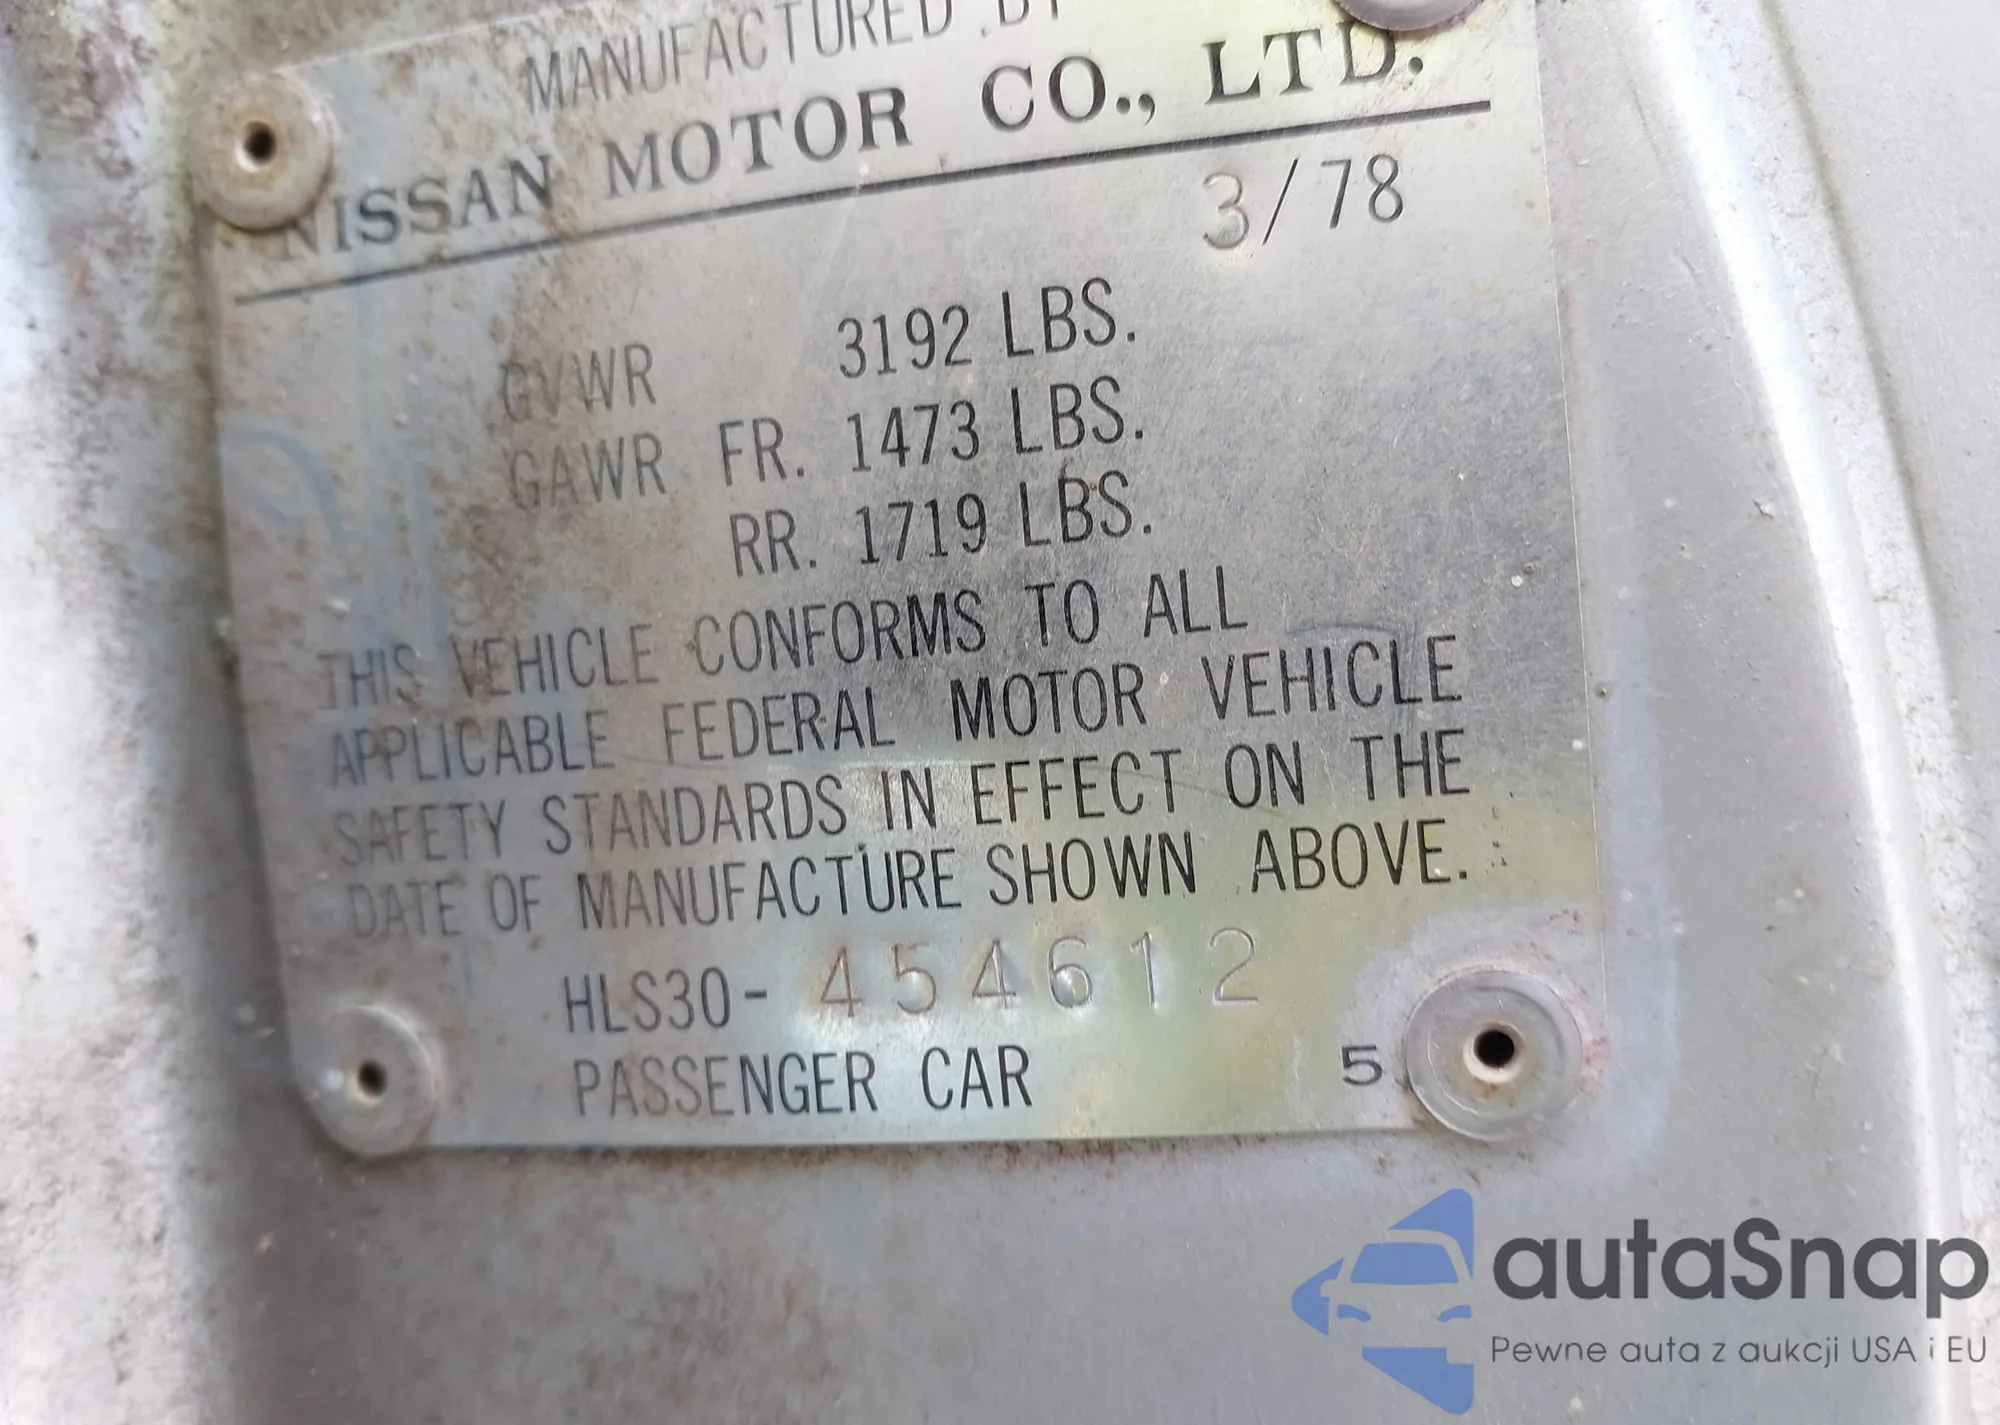 MANUFACTURED BY
NISSAN MOTOR CO., LTD.
3/78
GVWR 3192 LBS.
GAWR FR. 1473 LBS.
RR. 1719 LBS.
THIS VEHICLE CONFORMS TO ALL
APPLICABLE FEDERAL MOTOR VEHICLE
SAFETY STANDARDS IN EFFECT ON THE
DATE OF MANUFACTURE SHOWN ABOVE.
HLS30-454612
PASSENGER CAR 5
autaSnap
Pewne auta z aukcji USA i EU